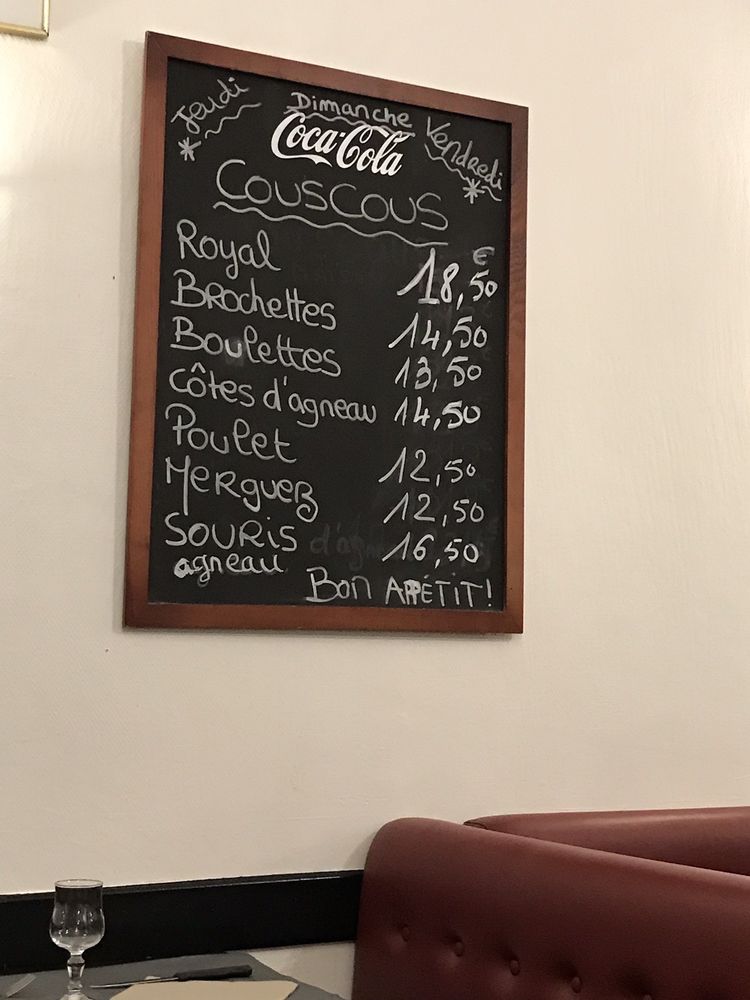 Jeudi Dimanche Vendredi
Coca-Cola
COUSCOUS
€
Royal 18,50
Brochettes 14,50
Boulettes 13,50
Côtes d'agneau 14,50
Poulet 12,50
Merguez 12,50
SOURIS 16,50
agneau
BON APPÉTIT!